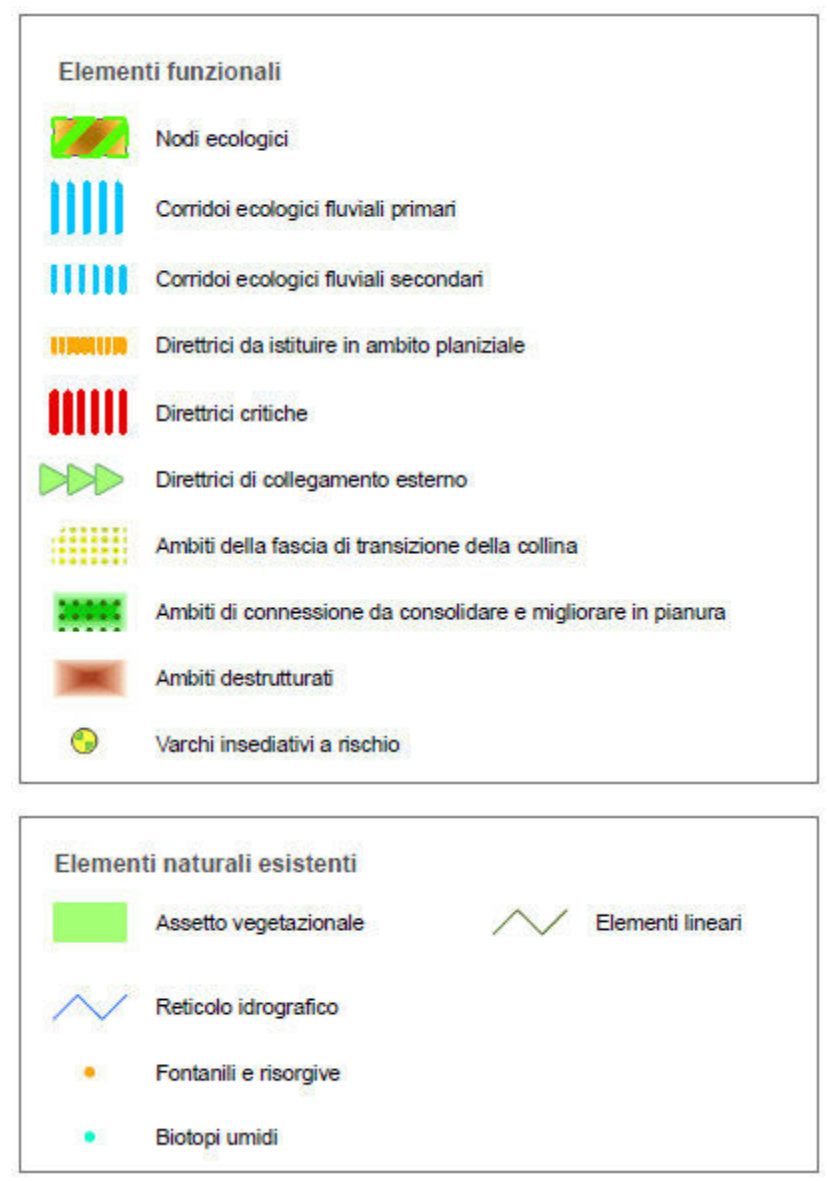 Elementi funzionali
Nodi ecologici
Corridoi ecologici fluviali primari
Corridoi ecologici fluviali secondari
Direttrici da istituire in ambito planiziale
Direttrici critiche
Direttrici di collegamento esterno
Ambiti della fascia di transizione della collina
Ambiti di connessione da consolidare e migliorare in pianura
Ambiti destrutturati
Varchi insediativi a rischio
Elementi naturali esistenti
Assetto vegetazionale
Elementi lineari
Reticolo idrografico
Fontanili e risorgive
Biotopi umidi